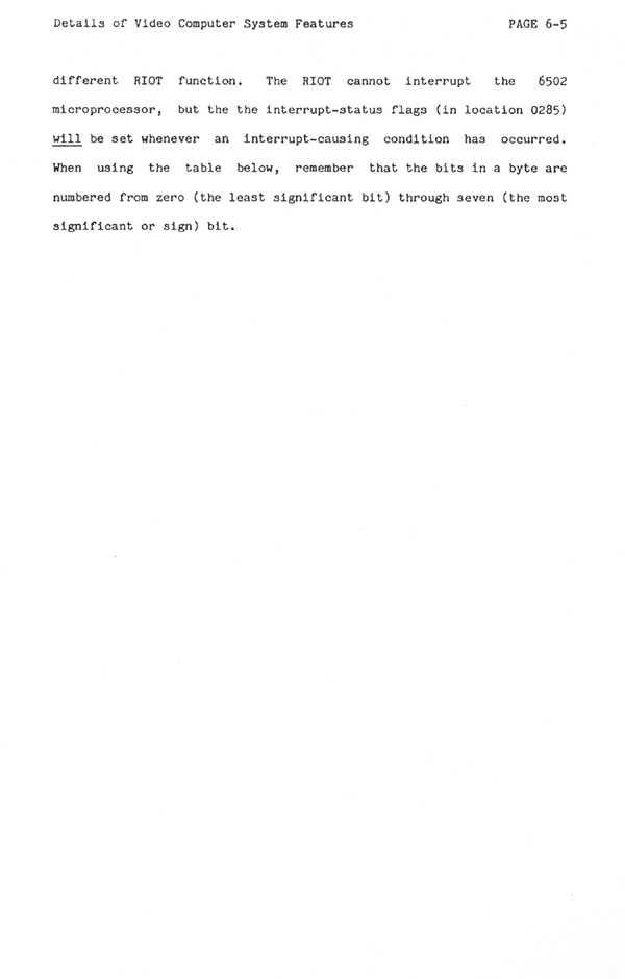 Details of Video Computer System Features PAGE 6-5
different RIOT function. The RIOT cannot interrupt the 6502
microprocessor, but the the interrupt-status flags (in location 0285)
will be set whenever an interrupt-causing condition has occurred.
When using the table below, remember that the bits in a byte are
numbered from zero (the least significant bit) through seven (the most
significant or sign) bit.